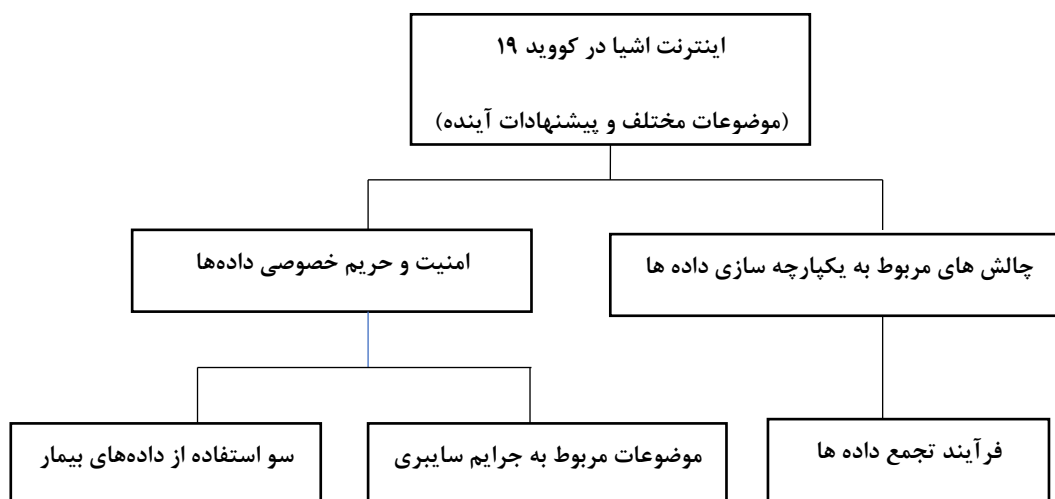 اینترنت اشیا در کووید ۱۹
(موضوعات مختلف و پیشنهادات آینده)
چالش های مربوط به یکپارچه سازی داده ها
امنیت و حریم خصوصی داده‌ها
فرآیند تجمع داده ها
موضوعات مربوط به جرایم سایبری
سو استفاده از داده‌های بیمار